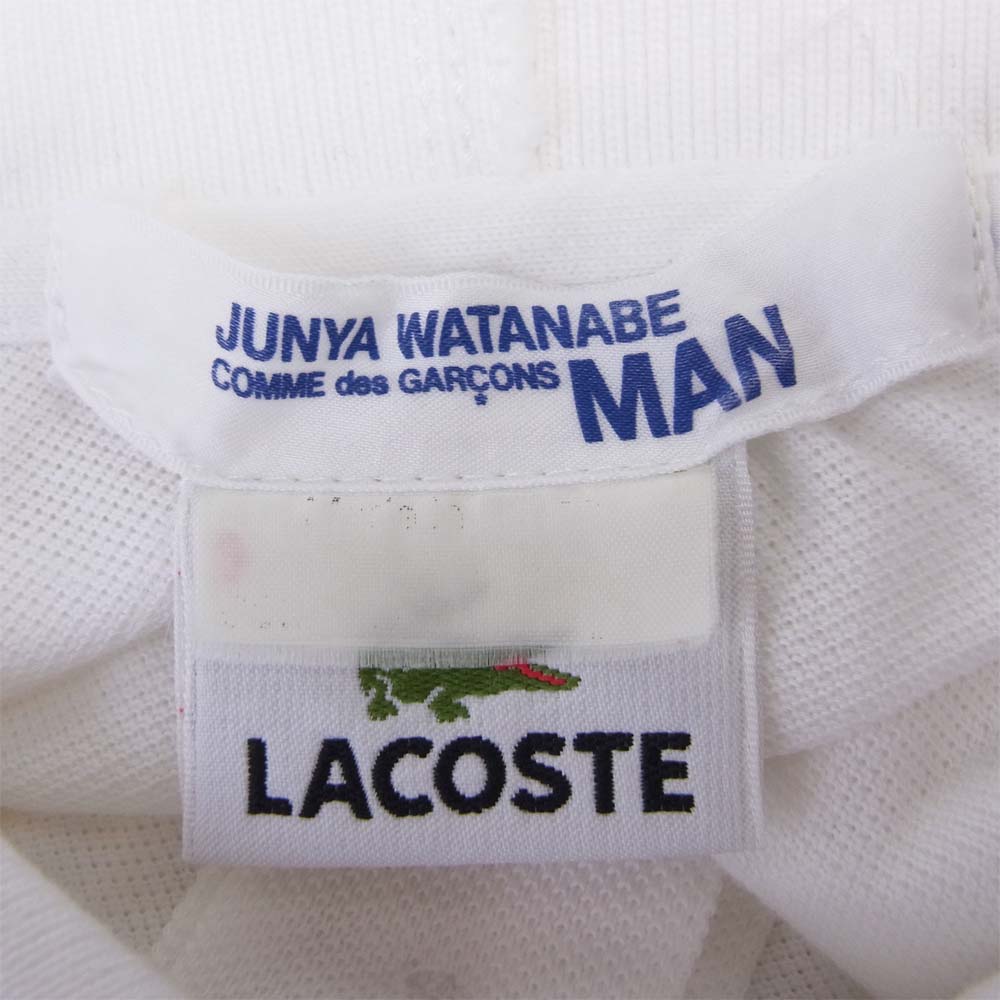 JUNYA WATANABE
COMME des GARÇONS MAN
LACOSTE